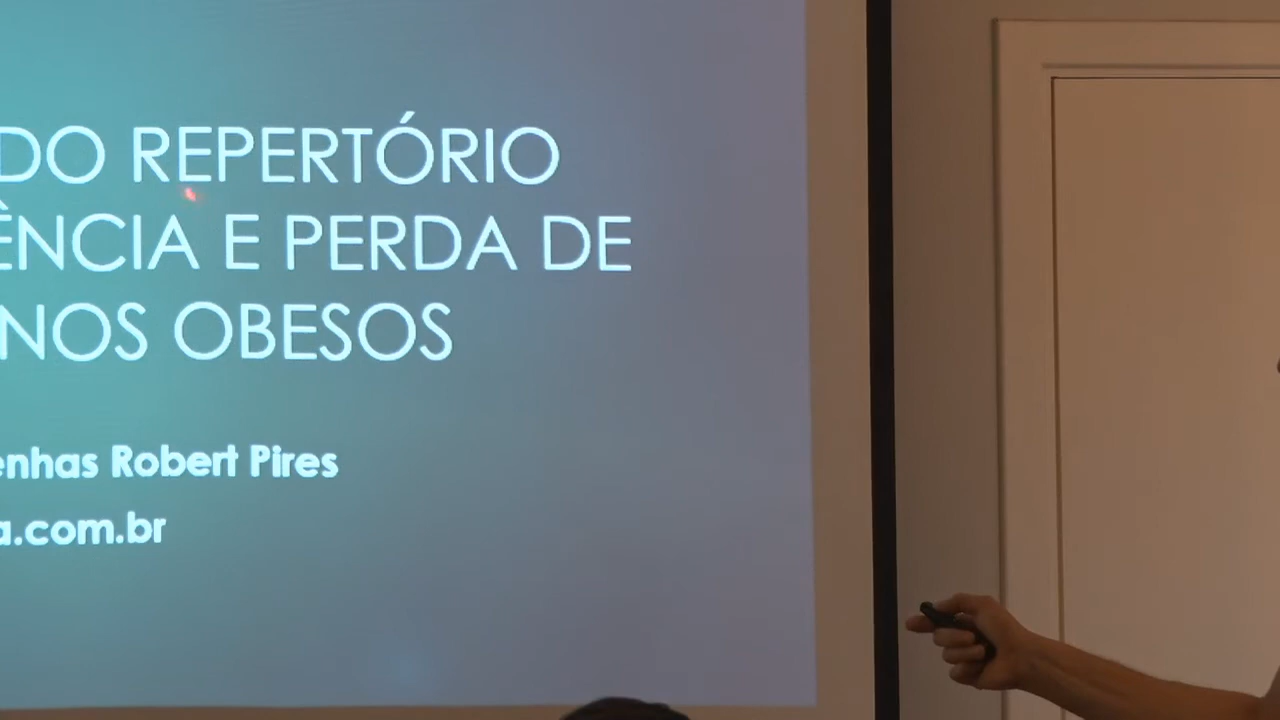 DO REPERTÓRIO
ÊNCIA E PERDA DE
NOS OBESOS
enhas Robert Pires
a.com.br